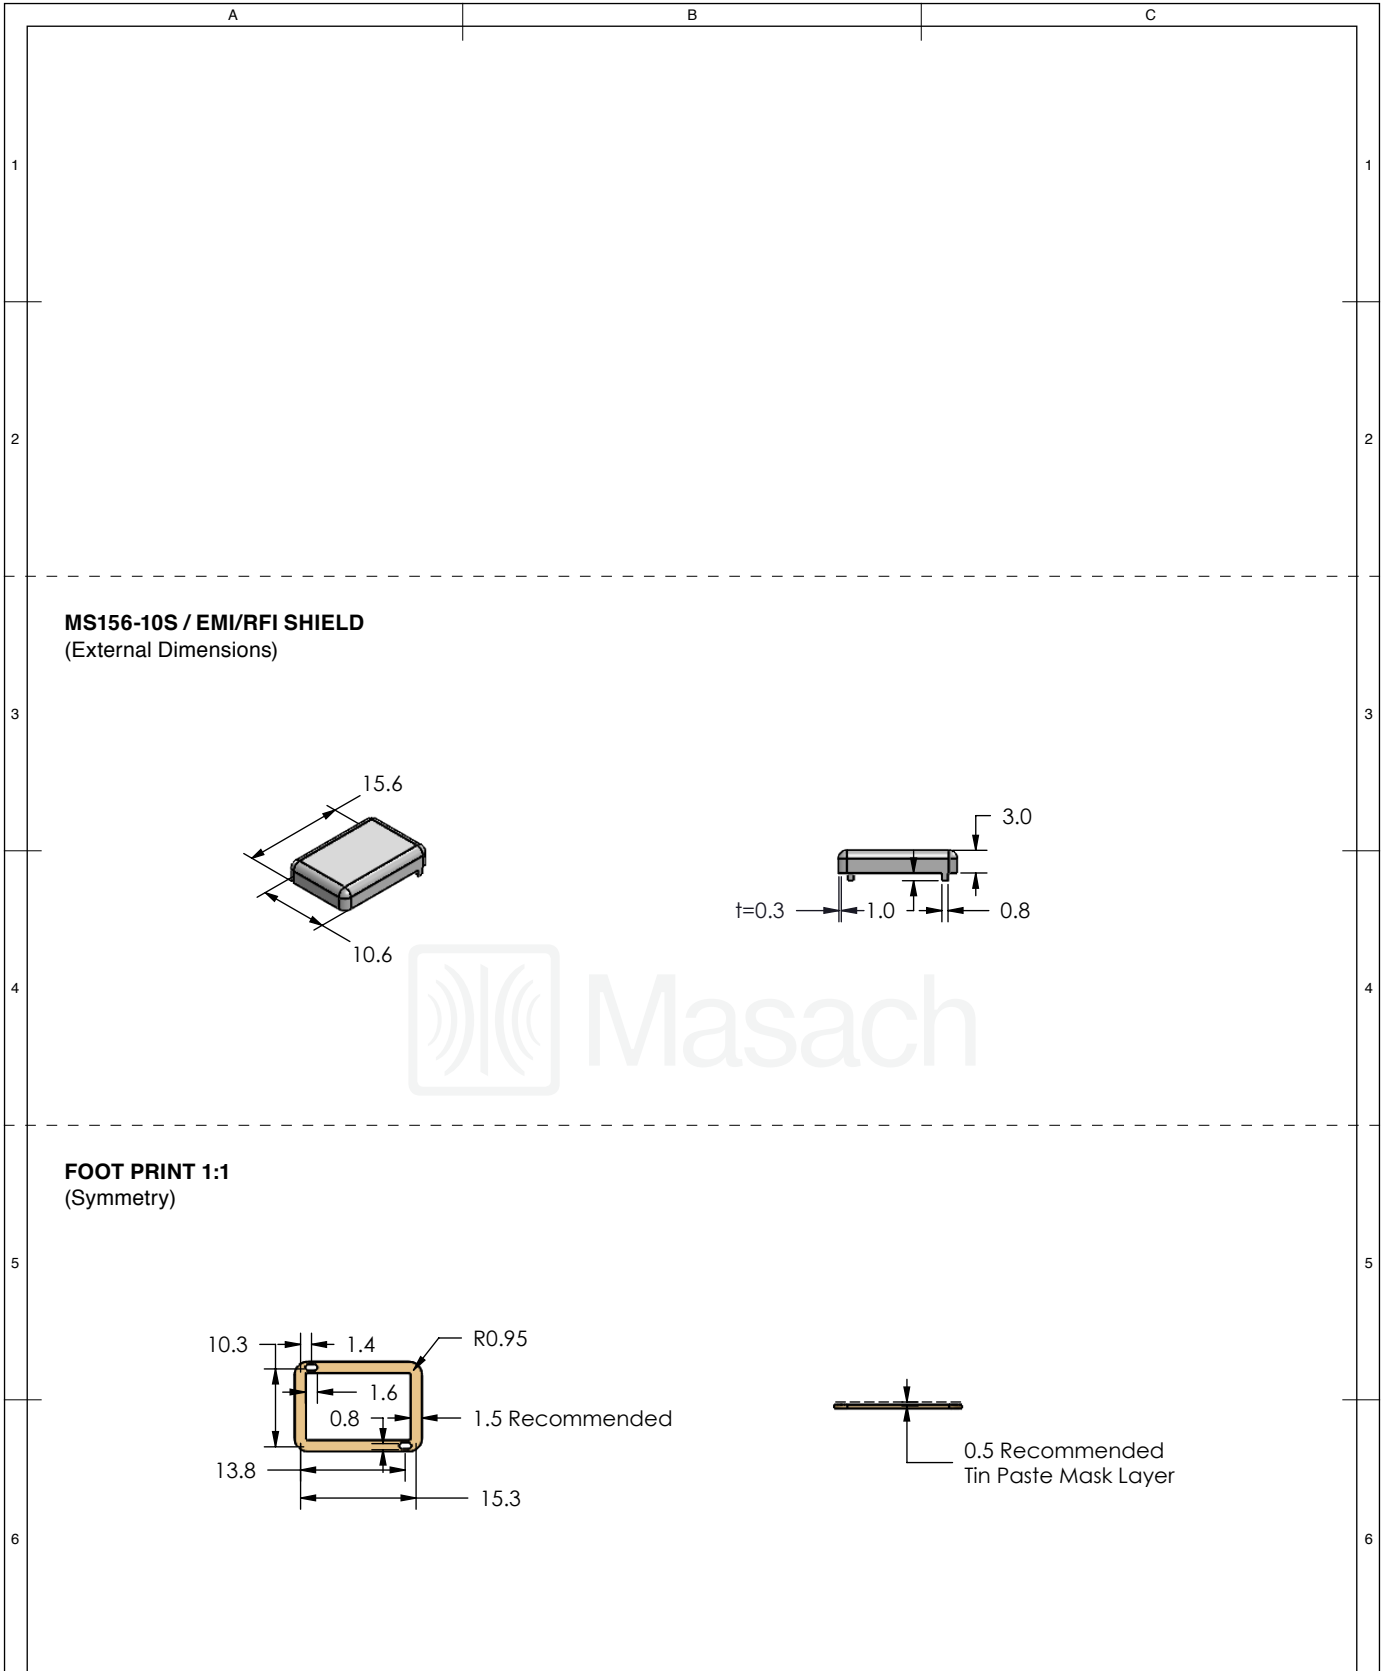 A B C
1 1
2 2
MS156-10S / EMI/RFI SHIELD
(External Dimensions)
3 3
15.6
3.0
t=0.3 1.0 0.8
10.6
Masach
4 4
FOOT PRINT 1:1
(Symmetry)
5 5
10.3 1.4 R0.95
1.6
0.8 1.5 Recommended
0.5 Recommended
Tin Paste Mask Layer
13.8
15.3
6 6